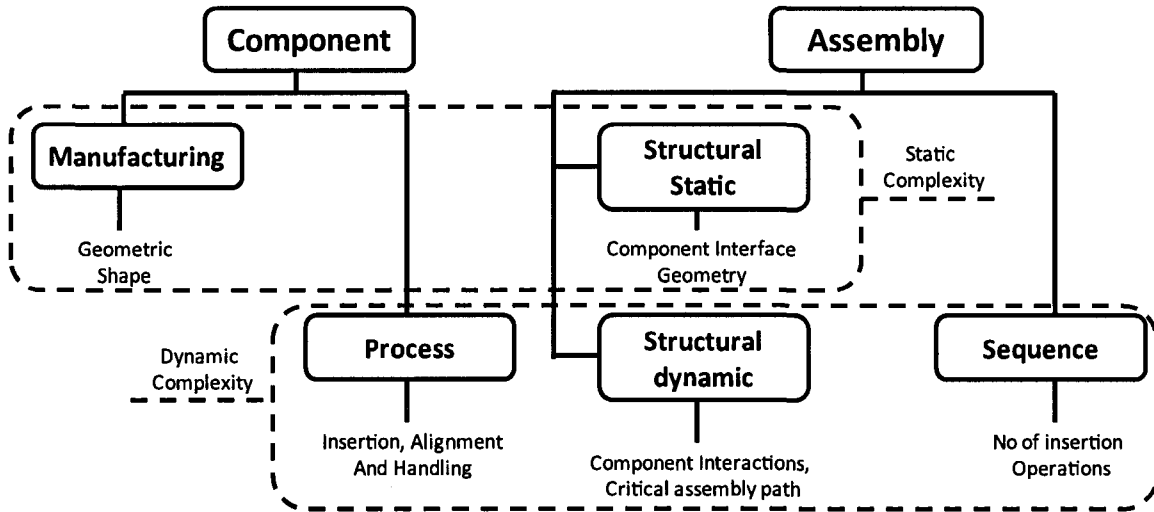 Component
Assembly
Manufacturing
Structural
Static
Static
Complexity
Geometric
Shape
Component Interface
Geometry
Dynamic
Complexity
Process
Structural
dynamic
Sequence
Insertion, Alignment
And Handling
Component Interactions,
Critical assembly path
No of insertion
Operations